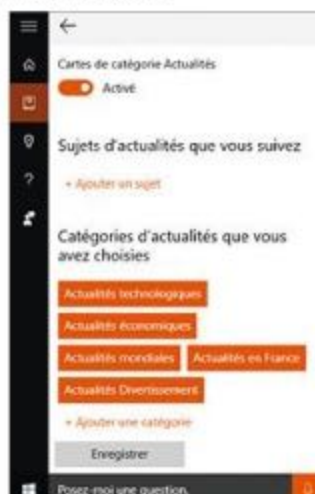 Cartes de catégorie Actualités
Activé
Sujets d'actualités que vous suivez
+ Ajouter un sujet
Catégories d'actualités que vous
avez choisies
Actualités technologiques
Actualités économiques
Actualités mondiales Actualités en France
Actualités Divertissement
+ Ajouter une catégorie
Enregistrer
Posez-moi une question.